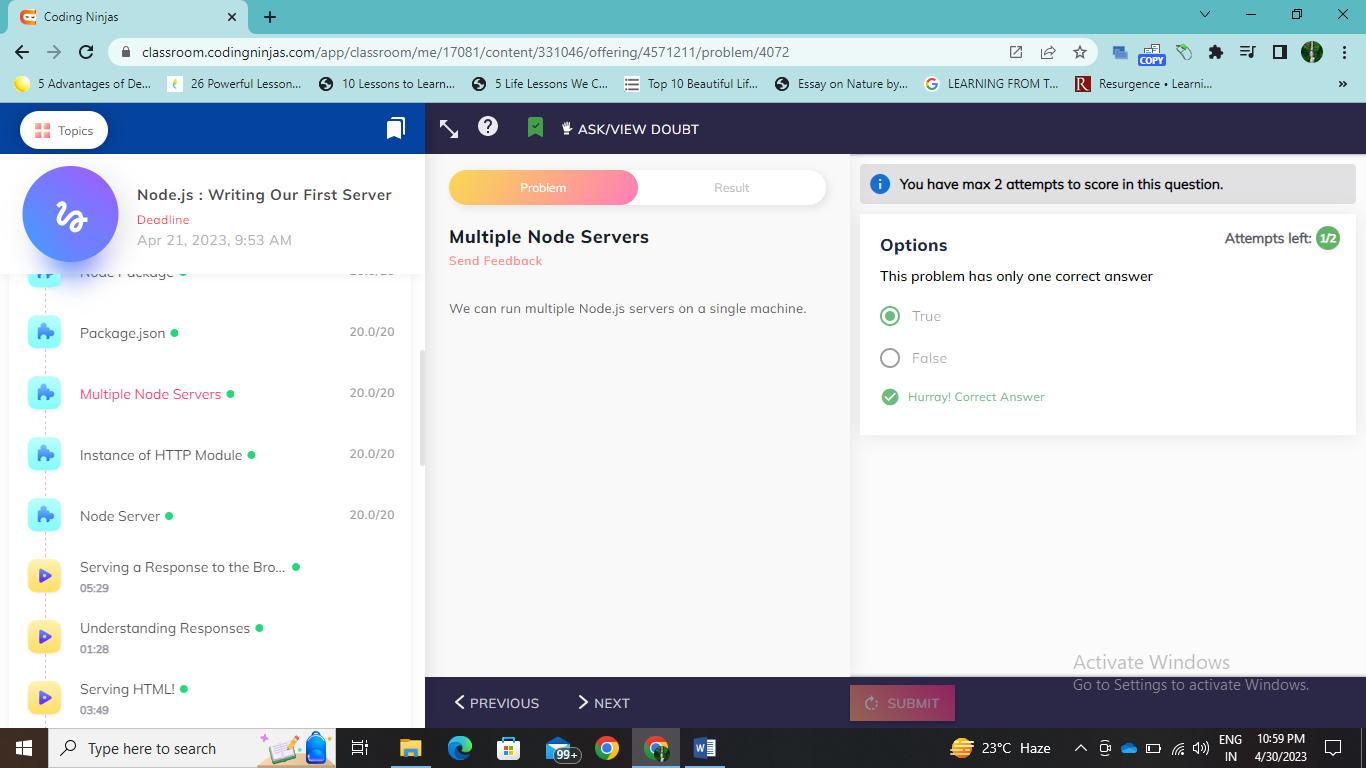 Coding Ninjas
classroom.codingninjas.com/app/classroom/me/17081/content/331046/offering/4571211/problem/4072
COPY
5 Advantages of De...
26 Powerful Lesson...
10 Lessons to Learn...
5 Life Lessons We C...
Top 10 Beautiful Lif...
Essay on Nature by...
LEARNING FROM T...
Resurgence • Learni...
Topics
ASK/VIEW DOUBT
Node.js : Writing Our First Server
Deadline
Apr 21, 2023, 9:53 AM
Node Package
20.0/20
Package.json
20.0/20
Multiple Node Servers
20.0/20
Instance of HTTP Module
20.0/20
Node Server
20.0/20
Serving a Response to the Bro...
05:29
Understanding Responses
01:28
Serving HTML!
03:49
Problem
Result
Multiple Node Servers
Send Feedback
We can run multiple Node.js servers on a single machine.
You have max 2 attempts to score in this question.
Options
Attempts left: 1/2
This problem has only one correct answer
True
False
Hurray! Correct Answer
Activate Windows
Go to Settings to activate Windows.
PREVIOUS
NEXT
SUBMIT
Type here to search
99+
23°C Haze
ENG
IN
10:59 PM
4/30/2023